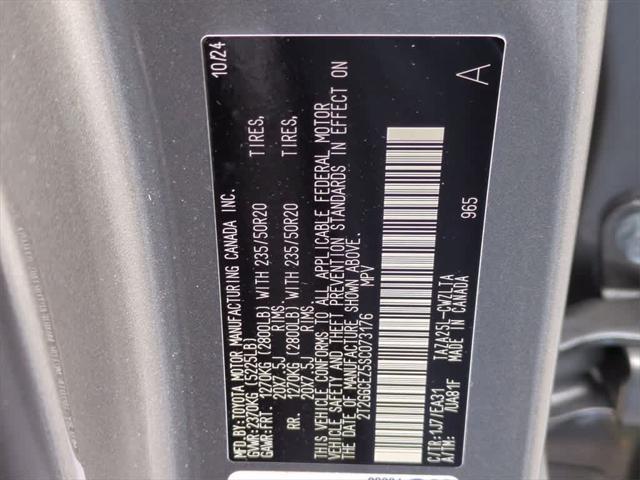 MFD.BY: TOYOTA MOTOR MANUFACTURING CANADA INC. 10/24
GVWR:2370KG (5225LB)
GAWR:FRT. 1270KG (2800LB) WITH 235/50R20 TIRES,
20X7.5J RIMS
RR. 1270KG (2800LB) WITH 235/50R20 TIRES,
20X7.5J RIMS
THIS VEHICLE CONFORMS TO ALL APPLICABLE FEDERAL MOTOR
VEHICLE SAFETY AND THEFT PREVENTION STANDARDS IN EFFECT ON
THE DATE OF MANUFACTURE SHOWN ABOVE.
2T2GGCEZ5SC073176 MPV
C/TR:1J7/EA31 TAZA25L-CWZLTA
A/TM: /UA81F MADE IN CANADA
965
A